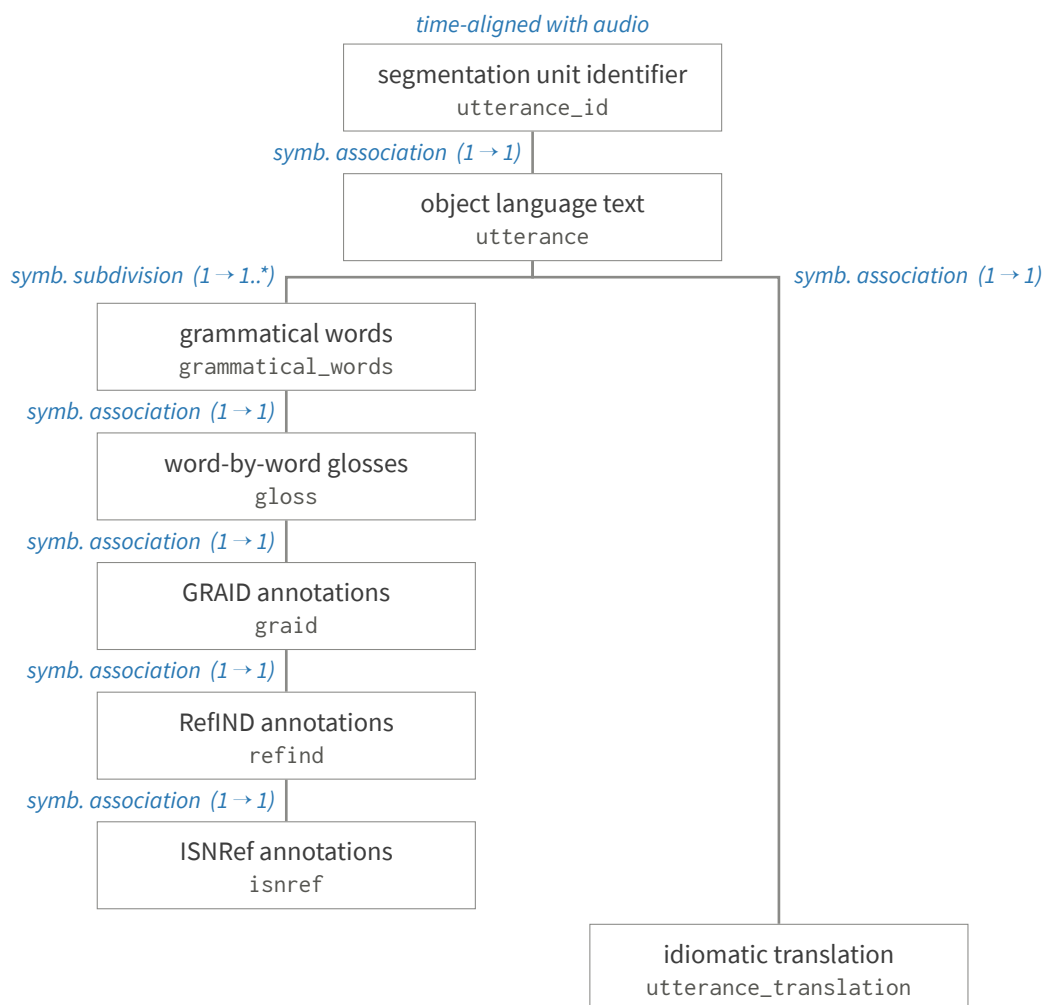 time-aligned with audio
segmentation unit identifier
utterance_id
symb. association (1 → 1)
object language text
utterance
symb. subdivision (1 → 1..*)
symb. association (1 → 1)
grammatical words
grammatical_words
symb. association (1 → 1)
word-by-word glosses
gloss
symb. association (1 → 1)
GRAID annotations
graid
symb. association (1 → 1)
RefIND annotations
refind
symb. association (1 → 1)
ISNRef annotations
isnref
idiomatic translation
utterance_translation